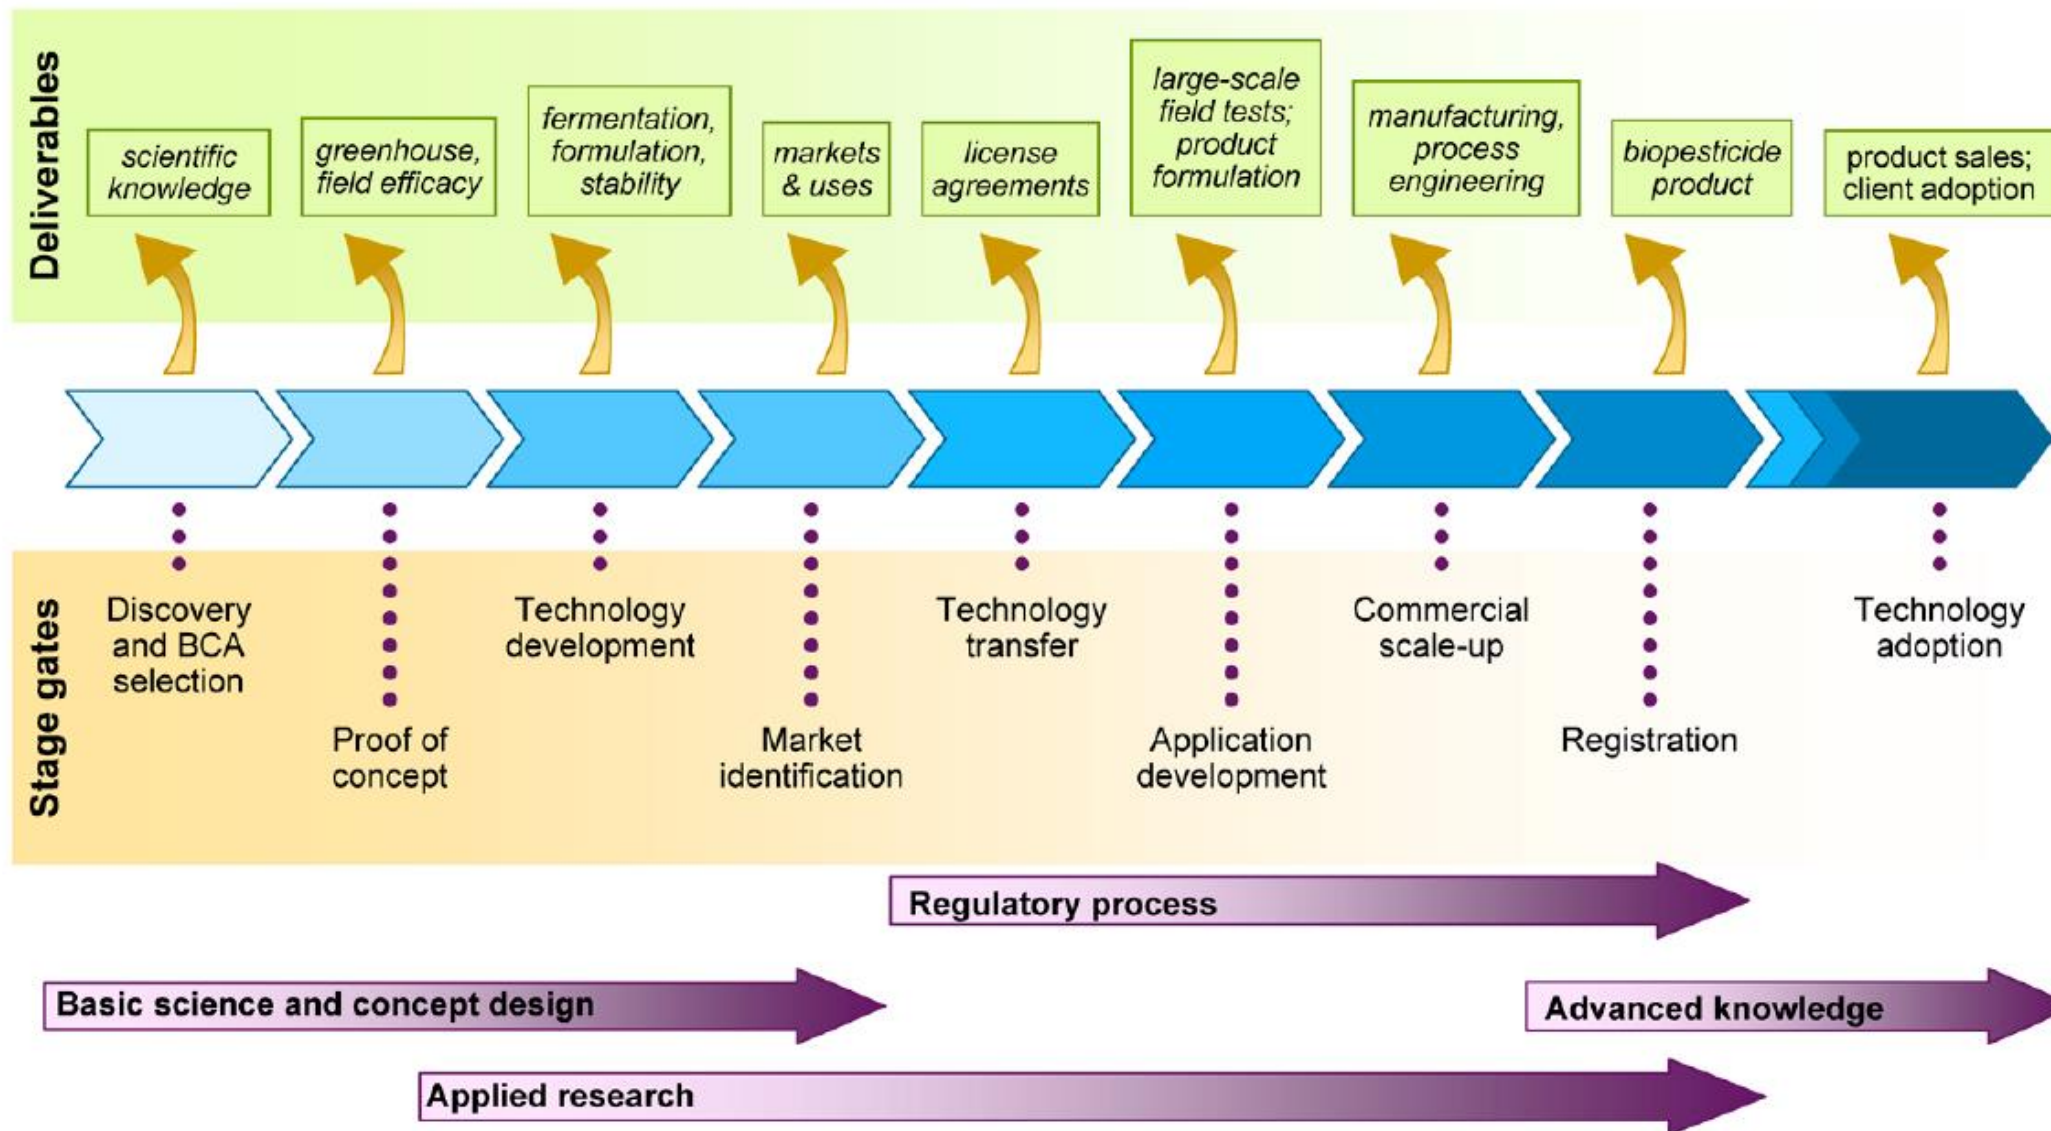 Deliverables
scientific
knowledge
greenhouse,
field efficacy
fermentation,
formulation,
stability
markets
& uses
license
agreements
large-scale
field tests;
product
formulation
manufacturing,
process
engineering
biopesticide
product
product sales;
client adoption
Stage gates
Discovery
and BCA
selection
Proof of
concept
Technology
development
Market
identification
Technology
transfer
Application
development
Commercial
scale-up
Registration
Technology
adoption
Regulatory process
Basic science and concept design
Advanced knowledge
Applied research